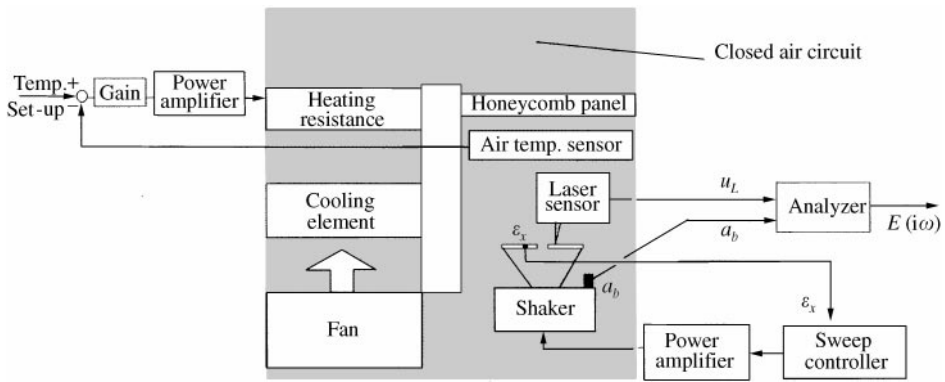 Closed air circuit
Temp.+
Set-up −
Gain
Power
amplifier
Heating
resistance
Honeycomb panel
Air temp. sensor
Cooling
element
Laser
sensor
u_L
Analyzer
E (iω)
a_b
ε_x
a_b
Shaker
Fan
ε_x
Power
amplifier
Sweep
controller